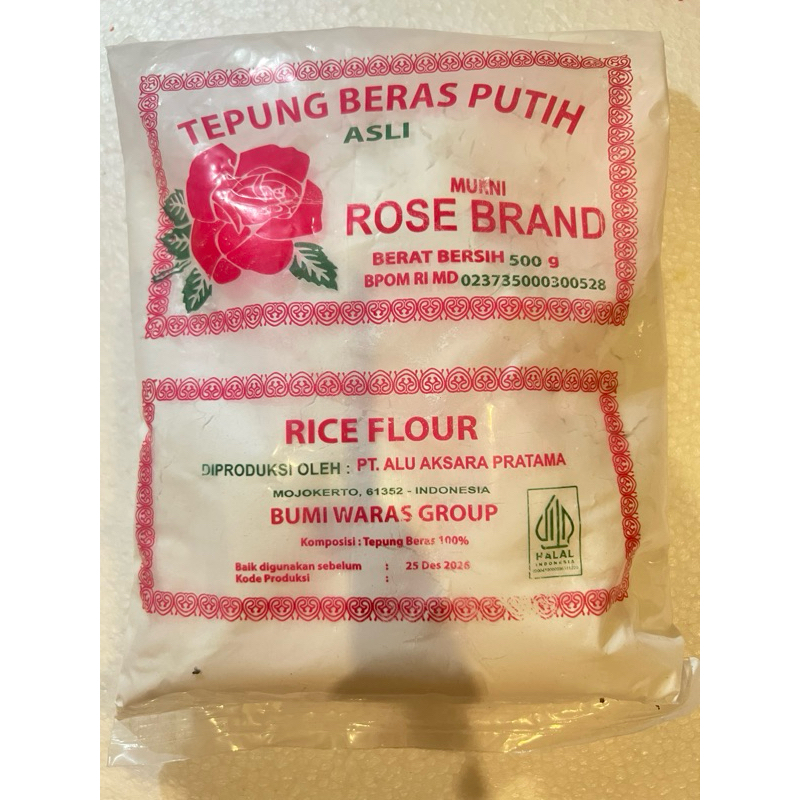 TEPUNG BERAS PUTIH
ASLI
MURNI
ROSE BRAND
BERAT BERSIH 500 g
BPOM RI MD 023735000300528
RICE FLOUR
DIPRODUKSI OLEH : PT. ALU AKSARA PRATAMA
MOJOKERTO, 61352 - INDONESIA
BUMI WARAS GROUP
Komposisi : Tepung Beras 100%
Baik digunakan sebelum : 25 Des 2026
Kode Produksi :
HALAL
INDONESIA